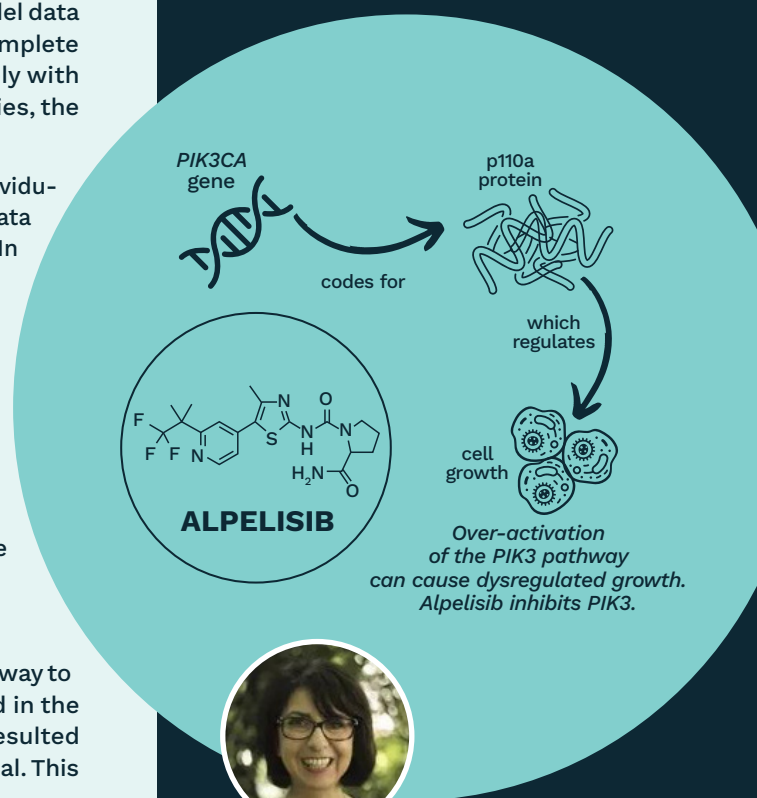 del data
mplete
ly with
ies, the
vidu-
ata
In
e
way to
d in the
esulted
al. This
PIK3CA
gene
codes for
p110a
protein
which
regulates
cell
growth
Over-activation
of the PIK3 pathway
can cause dysregulated growth.
Alpelisib inhibits PIK3.
F
F
F
N
N
S
N
H
O
N
H₂N
O
ALPELISIB